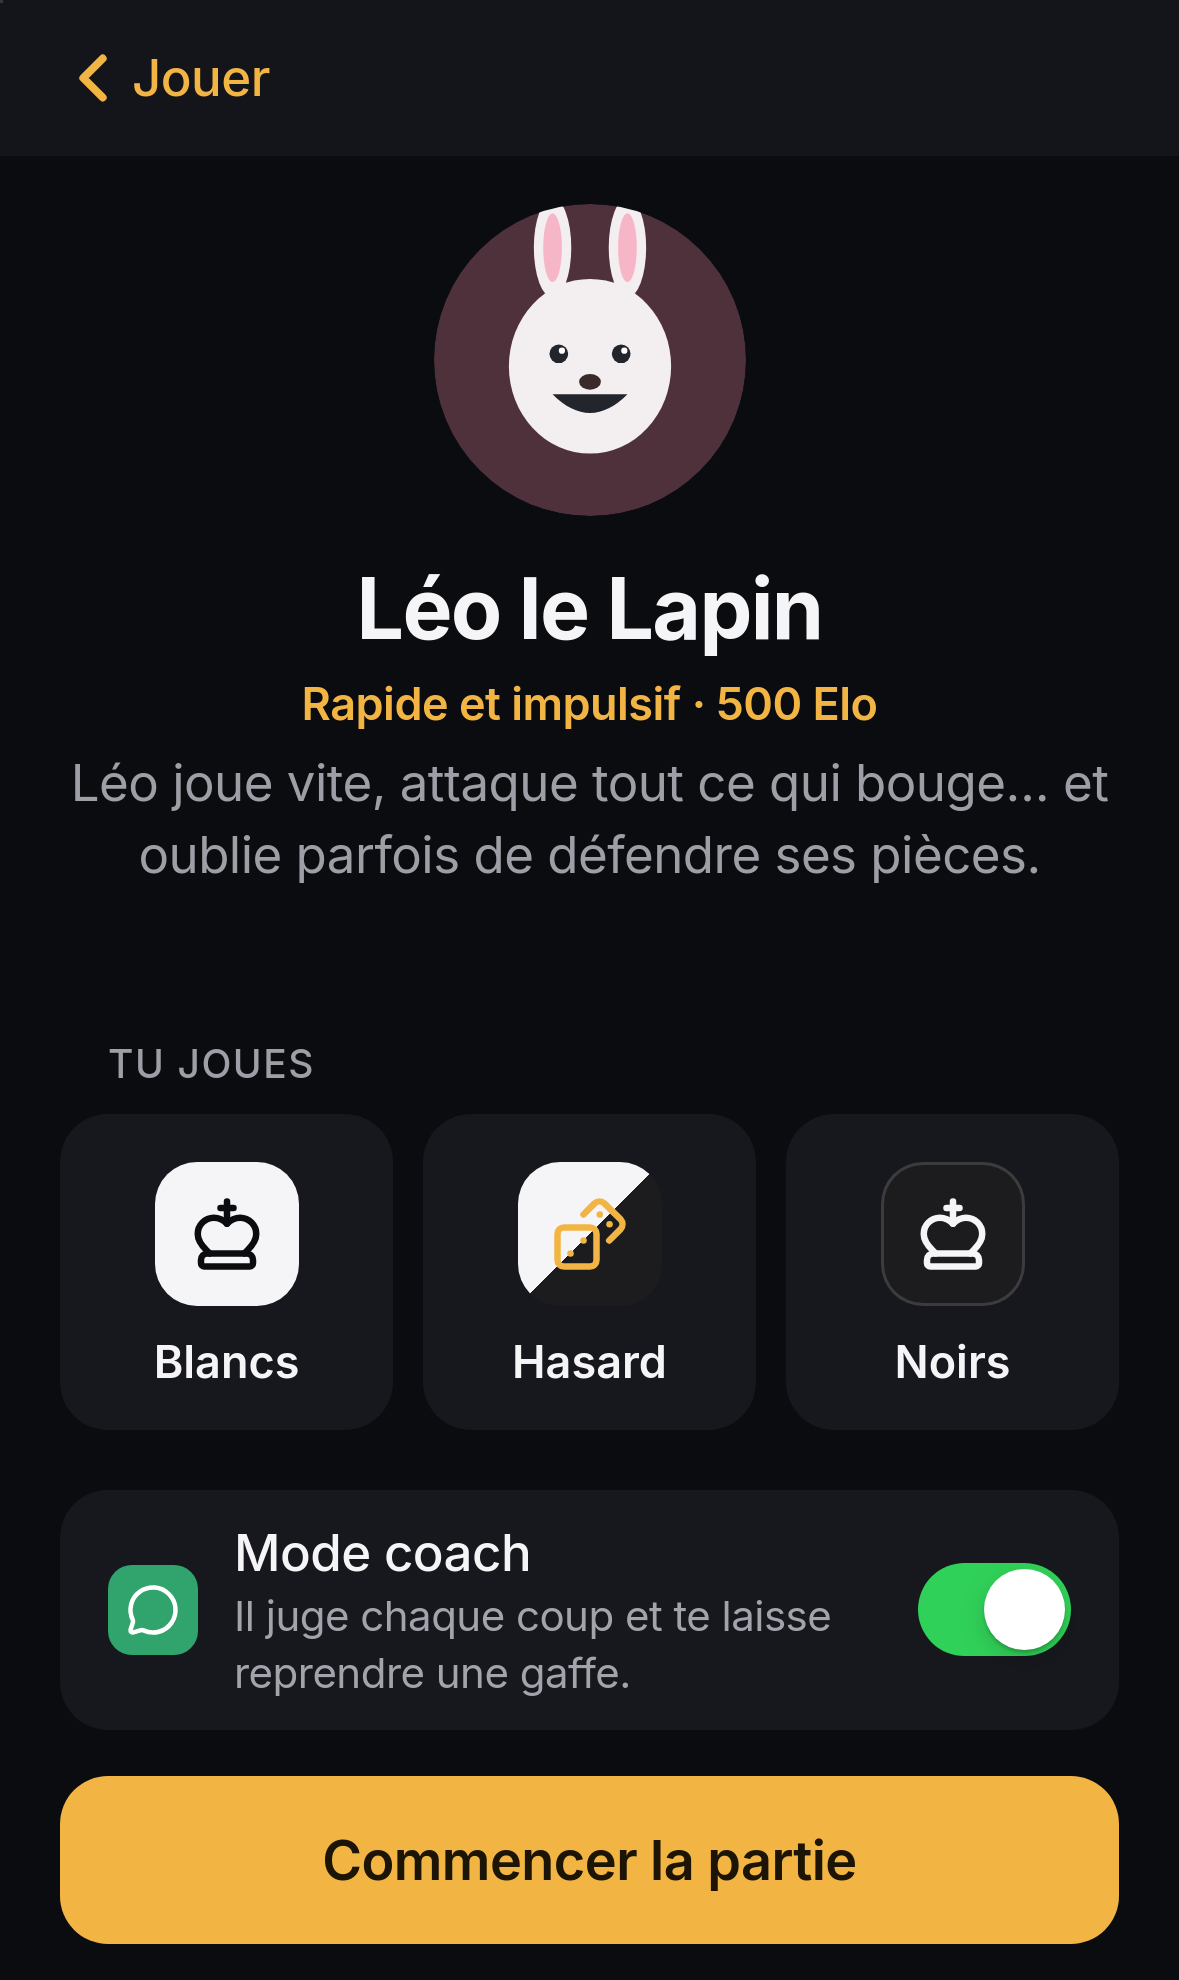 Jouer
Léo le Lapin
Rapide et impulsif · 500 Elo
Léo joue vite, attaque tout ce qui bouge… et
oublie parfois de défendre ses pièces.
TU JOUES
Blancs
Hasard
Noirs
Mode coach
Il juge chaque coup et te laisse
reprendre une gaffe.
Commencer la partie